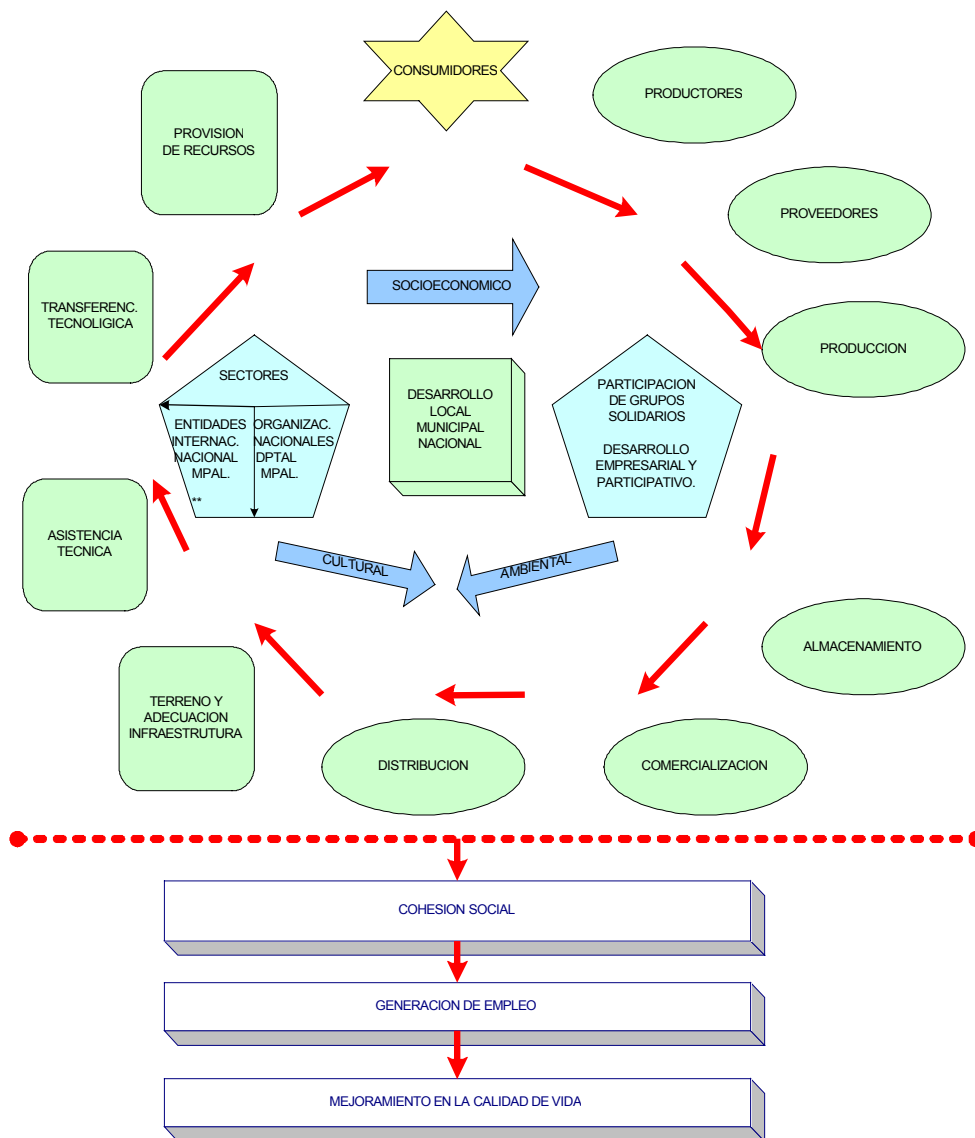 CONSUMIDORES
PRODUCTORES
PROVISION
DE RECURSOS
PROVEEDORES
TRANSFERENC.
TECNOLIGICA
SOCIOECONOMICO
PRODUCCION
SECTORES
ENTIDADES
INTERNAC.
NACIONAL
MPAL.
**
ORGANIZAC.
NACIONALES
DPTAL
MPAL.
DESARROLLO
LOCAL
MUNICIPAL
NACIONAL
PARTICIPACION
DE GRUPOS
SOLIDARIOS
DESARROLLO
EMPRESARIAL Y
PARTICIPATIVO.
ASISTENCIA
TECNICA
CULTURAL
AMBIENTAL
ALMACENAMIENTO
TERRENO Y
ADECUACION
INFRAESTRUTURA
DISTRIBUCION
COMERCIALIZACION
COHESION SOCIAL
GENERACION DE EMPLEO
MEJORAMIENTO EN LA CALIDAD DE VIDA